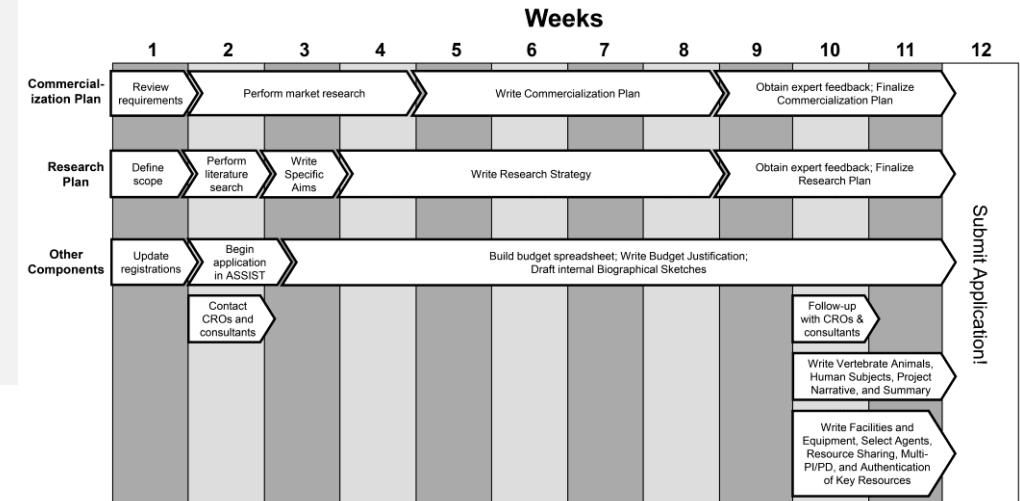 Weeks
1 2 3 4 5 6 7 8 9 10 11 12
Commercial-
ization Plan
Review
requirements
Perform market research
Write Commercialization Plan
Obtain expert feedback; Finalize
Commercialization Plan
Research
Plan
Define
scope
Perform
literature
search
Write
Specific
Aims
Write Research Strategy
Obtain expert feedback; Finalize
Research Plan
Other
Components
Update
registrations
Begin
application
in ASSIST
Build budget spreadsheet; Write Budget Justification;
Draft internal Biographical Sketches
Contact
CROs and
consultants
Follow-up
with CROs &
consultants
Write Vertebrate Animals,
Human Subjects, Project
Narrative, and Summary
Write Facilities and
Equipment, Select Agents,
Resource Sharing, Multi-
PI/PD, and Authentication
of Key Resources
Submit Application!